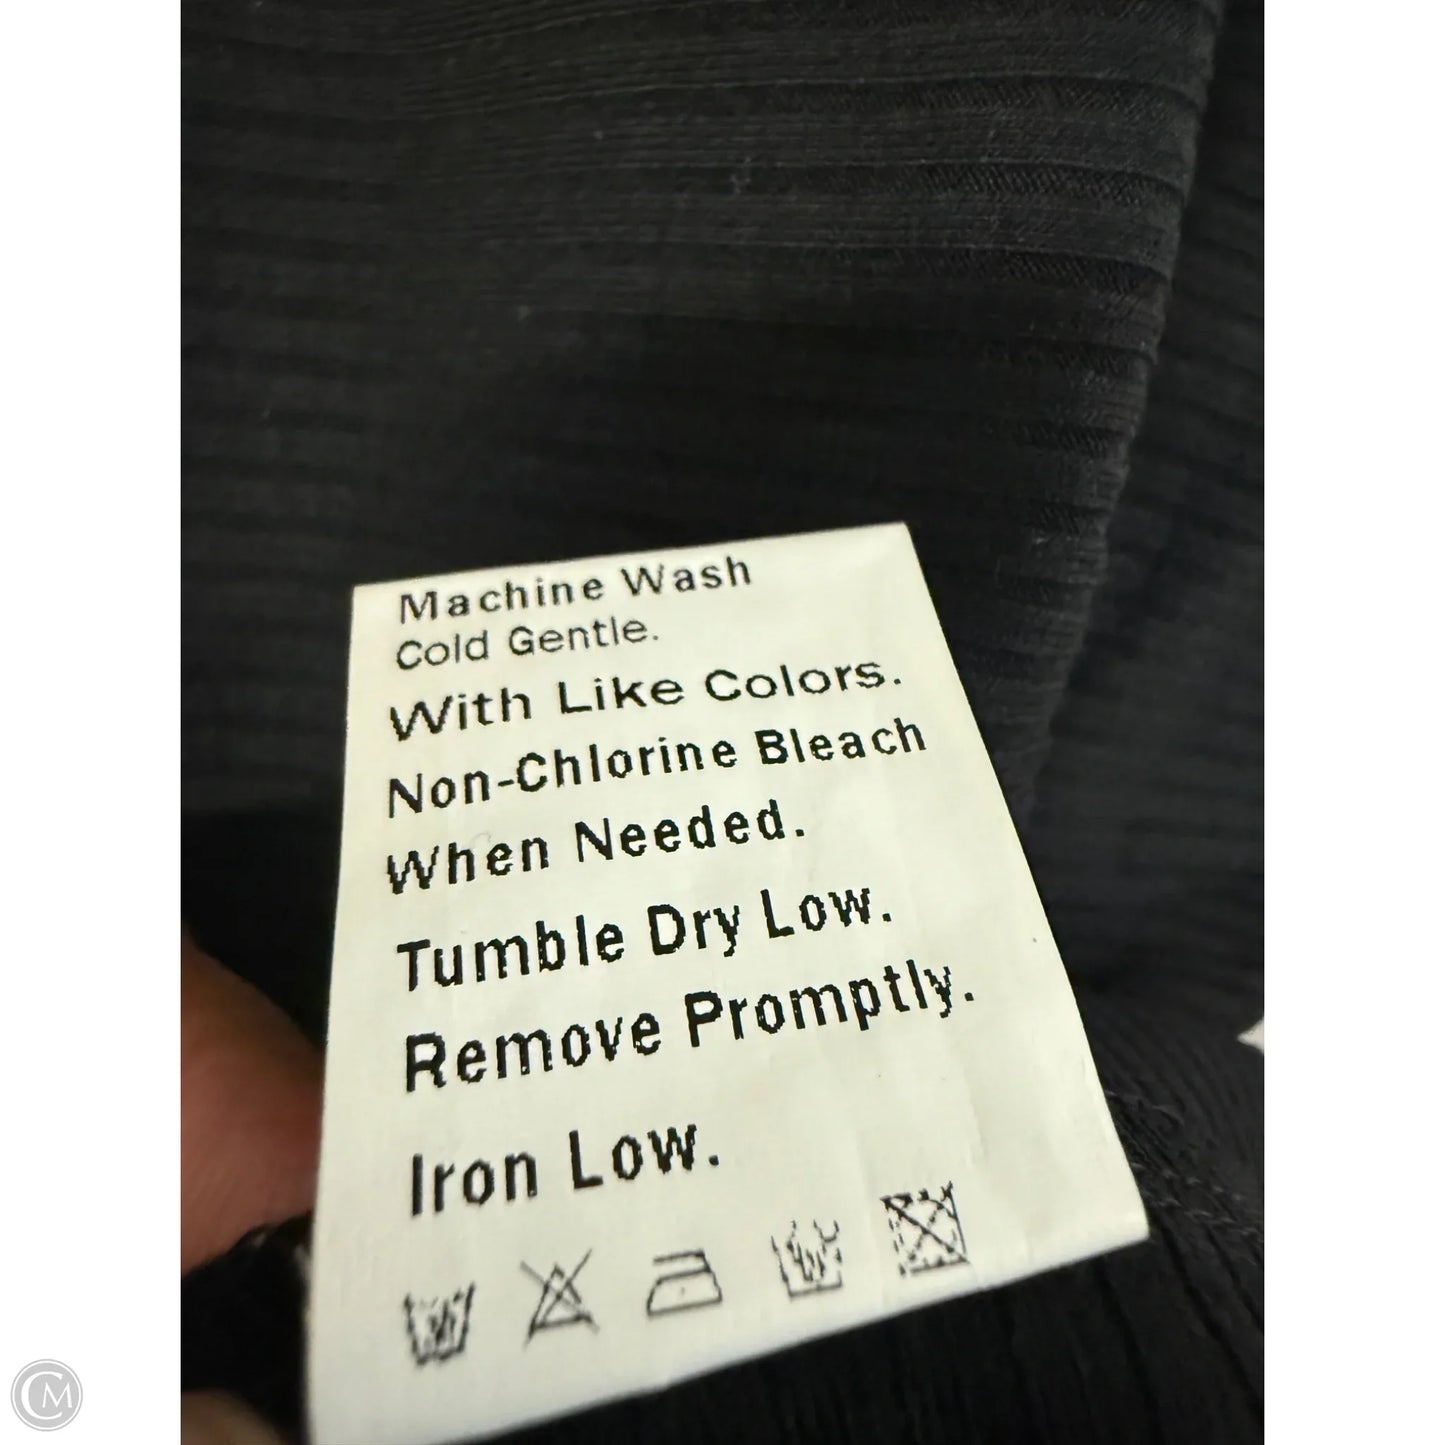 Machine Wash
Cold Gentle.
With Like Colors.
Non-Chlorine Bleach
When Needed.
Tumble Dry Low.
Remove Promptly.
Iron Low.
CM